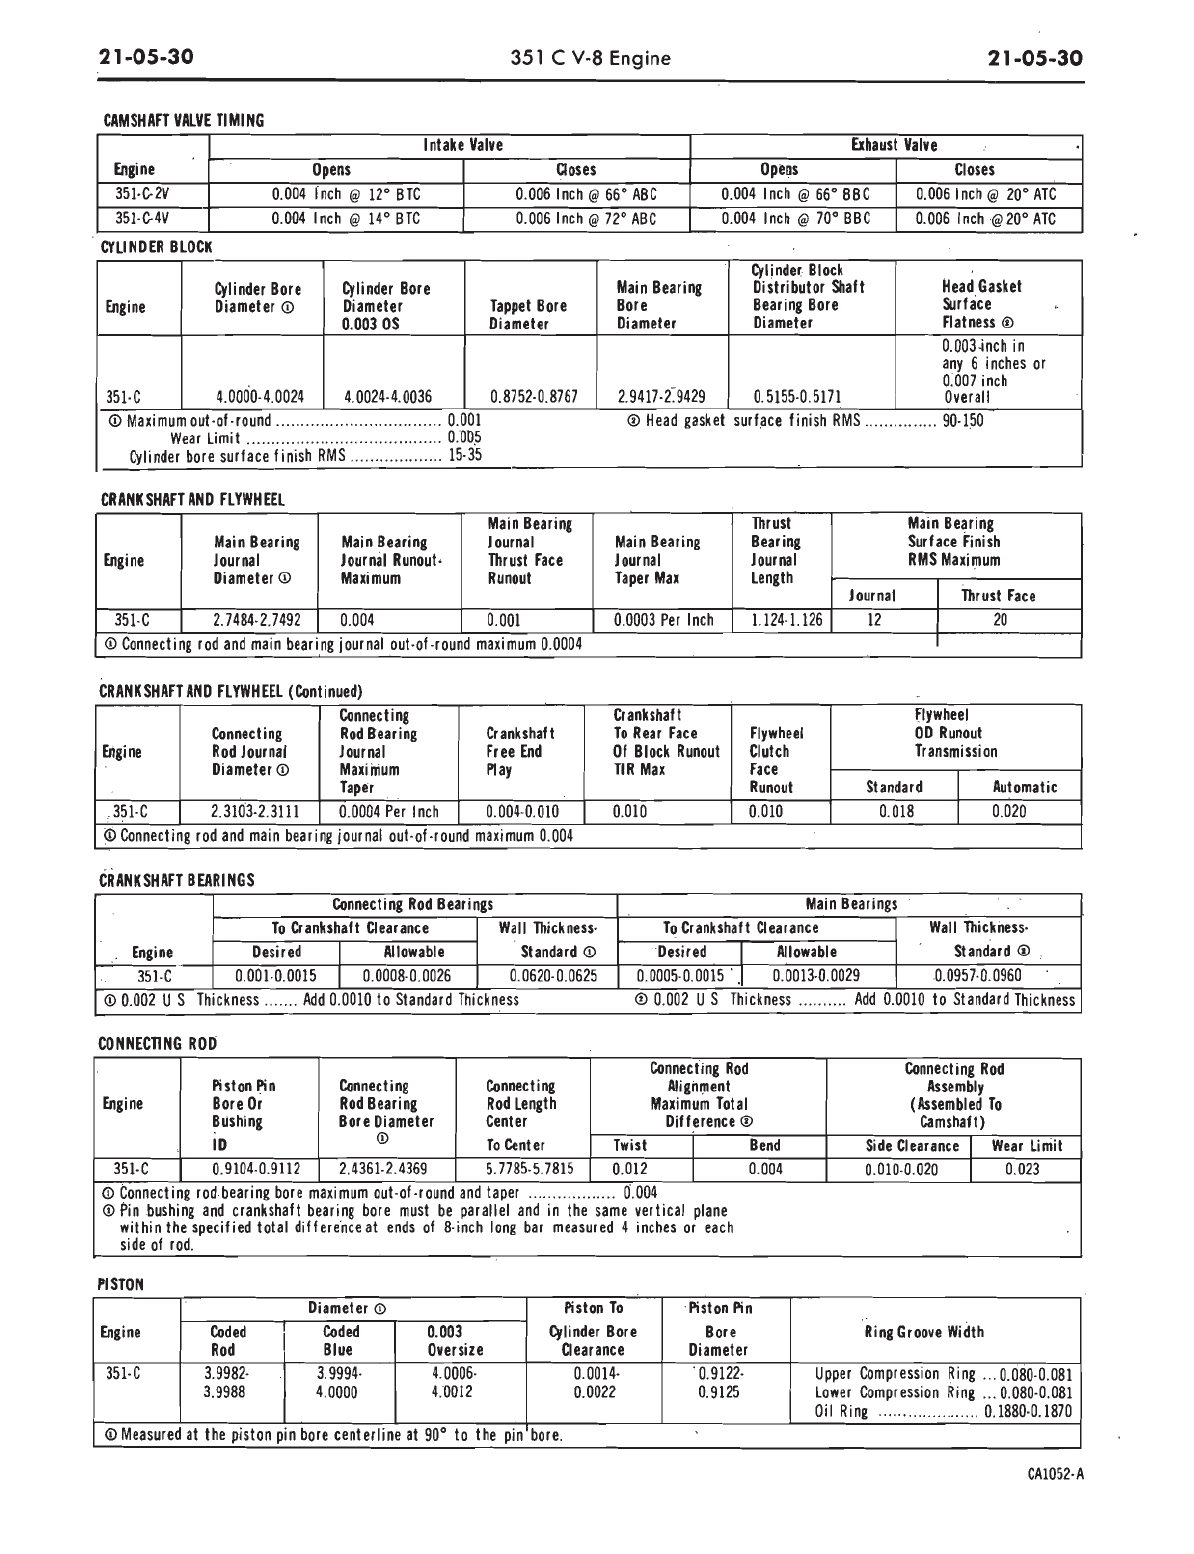 21-05-30 351 C V-8 Engine 21-05-30
CAMSHAFT VALVE TIMING
Engine Intake Valve Exhaust Valve
Opens Closes Opens Closes
351-C-2V 0.004 Inch @ 12° BTC 0.006 Inch @ 66° ABC 0.004 Inch @ 66° BBC 0.006 Inch @ 20° ATC
351-C-4V 0.004 Inch @ 14° BTC 0.006 Inch @ 72° ABC 0.004 Inch @ 70° BBC 0.006 Inch @ 20° ATC
CYLINDER BLOCK
Engine
Cylinder Bore
Diameter ①
Cylinder Bore
Diameter
0.003 OS
Tappet Bore
Diameter
Main Bearing
Bore
Diameter
Cylinder Block
Distributor Shaft
Bearing Bore
Diameter
Head Gasket
Surface
Flatness ②
351-C 4.0000-4.0024 4.0024-4.0036 0.8752-0.8767 2.9417-2.9429 0.5155-0.5171
0.003-inch in
any 6 inches or
0.007 inch
Overall
① Maximum out-of-round .................................. 0.001 ② Head gasket surface finish RMS ............... 90-150
Wear Limit ........................................ 0.005
Cylinder bore surface finish RMS ................... 15-35
CRANKSHAFT AND FLYWHEEL
Engine
Main Bearing
Journal
Diameter ①
Main Bearing
Journal Runout-
Maximum
Main Bearing
Journal
Thrust Face
Runout
Main Bearing
Journal
Taper Max
Thrust
Bearing
Journal
Length
Main Bearing
Surface Finish
RMS Maximum
Journal Thrust Face
351-C 2.7484-2.7492 0.004 0.001 0.0003 Per Inch 1.124-1.126 12 20
① Connecting rod and main bearing journal out-of-round maximum 0.0004
CRANKSHAFT AND FLYWHEEL (Continued)
Engine
Connecting
Rod Journal
Diameter ①
Connecting
Rod Bearing
Journal
Maximum
Taper
Crankshaft
Free End
Play
Crankshaft
To Rear Face
Of Block Runout
TIR Max
Flywheel
Clutch
Face
Runout
Flywheel
OD Runout
Transmission
Standard Automatic
351-C 2.3103-2.3111 0.0004 Per Inch 0.004-0.010 0.010 0.010 0.018 0.020
① Connecting rod and main bearing journal out-of-round maximum 0.004
CRANKSHAFT BEARINGS
Connecting Rod Bearings Main Bearings
To Crankshaft Clearance Wall Thickness- To Crankshaft Clearance Wall Thickness-
Engine Desired Allowable Standard ① Desired Allowable Standard ②
351-C 0.001-0.0015 0.0008-0.0026 0.0620-0.0625 0.0005-0.0015 0.0013-0.0029 0.0957-0.0960
① 0.002 U S Thickness ....... Add 0.0010 to Standard Thickness ② 0.002 U S Thickness .......... Add 0.0010 to Standard Thickness
CONNECTING ROD
Engine
Piston Pin
Bore Or
Bushing
ID
Connecting
Rod Bearing
Bore Diameter
①
Connecting
Rod Length
Center
To Center
Connecting Rod
Alignment
Maximum Total
Difference ②
Twist Bend
Connecting Rod
Assembly
(Assembled To
Camshaft)
Side Clearance Wear Limit
351-C 0.9104-0.9112 2.4361-2.4369 5.7785-5.7815 0.012 0.004 0.010-0.020 0.023
① Connecting rod bearing bore maximum out-of-round and taper .................. 0.004
② Pin bushing and crankshaft bearing bore must be parallel and in the same vertical plane
within the specified total difference at ends of 8-inch long bar measured 4 inches or each
side of rod.
PISTON
Engine
Diameter ①
Coded
Rod
Coded
Blue
0.003
Oversize
Piston To
Cylinder Bore
Clearance
Piston Pin
Bore
Diameter
Ring Groove Width
351-C 3.9982- 3.9994- 4.0006- 0.0014- 0.9122- Upper Compression Ring ... 0.080-0.081
3.9988 4.0000 4.0012 0.0022 0.9125 Lower Compression Ring ... 0.080-0.081
Oil Ring ..................... 0.1880-0.1870
① Measured at the piston pin bore centerline at 90° to the pin bore.
CA1052-A